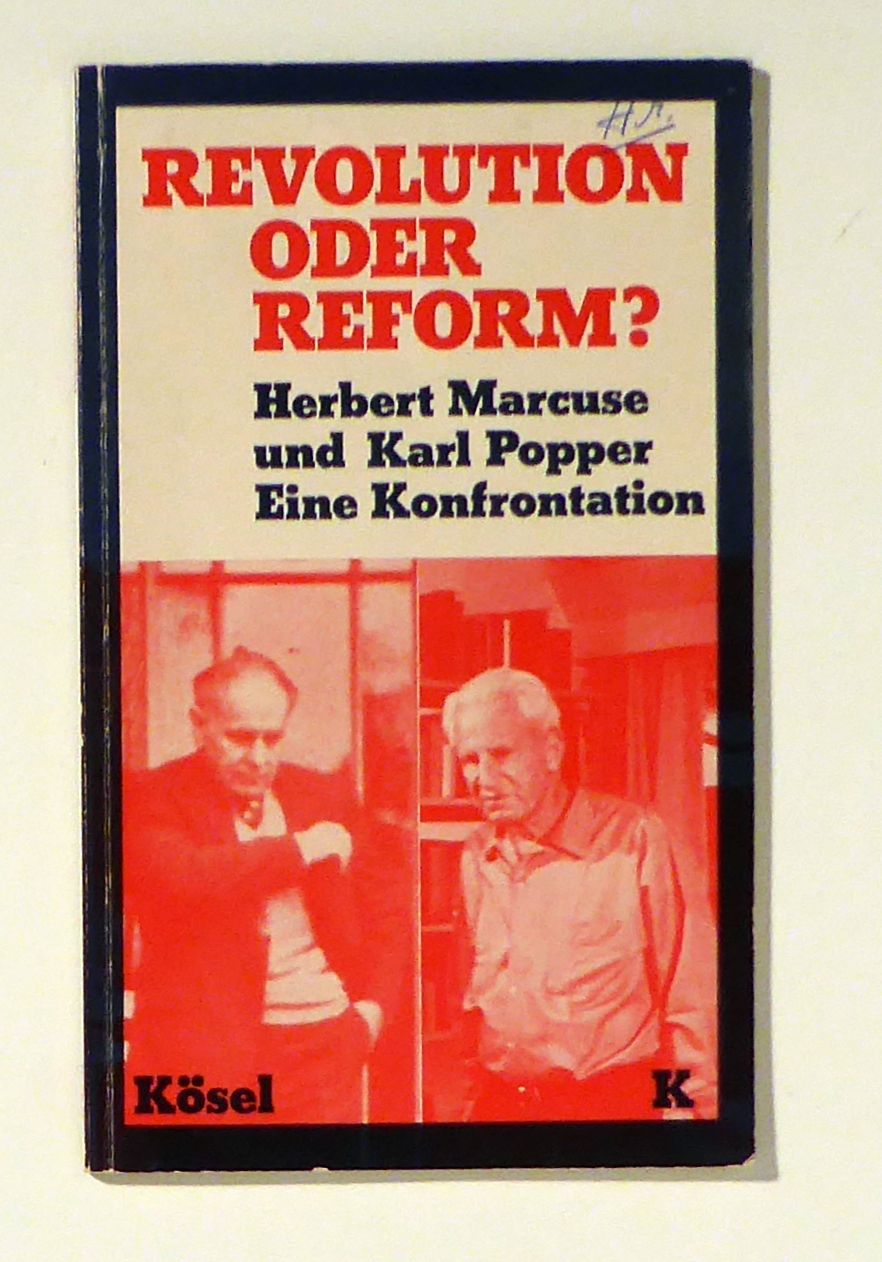 REVOLUTION
ODER
REFORM?
Herbert Marcuse
und Karl Popper
Eine Konfrontation
Kösel
K